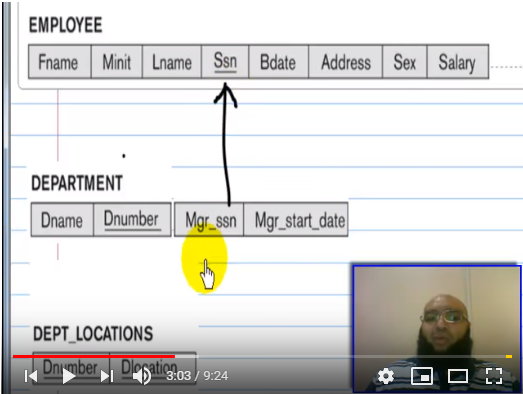 EMPLOYEE
Fname Minit Lname Ssn Bdate Address Sex Salary
DEPARTMENT
Dname Dnumber Mgr_ssn Mgr_start_date
DEPT_LOCATIONS
Dnumber Dlocation
3:03 / 9:24